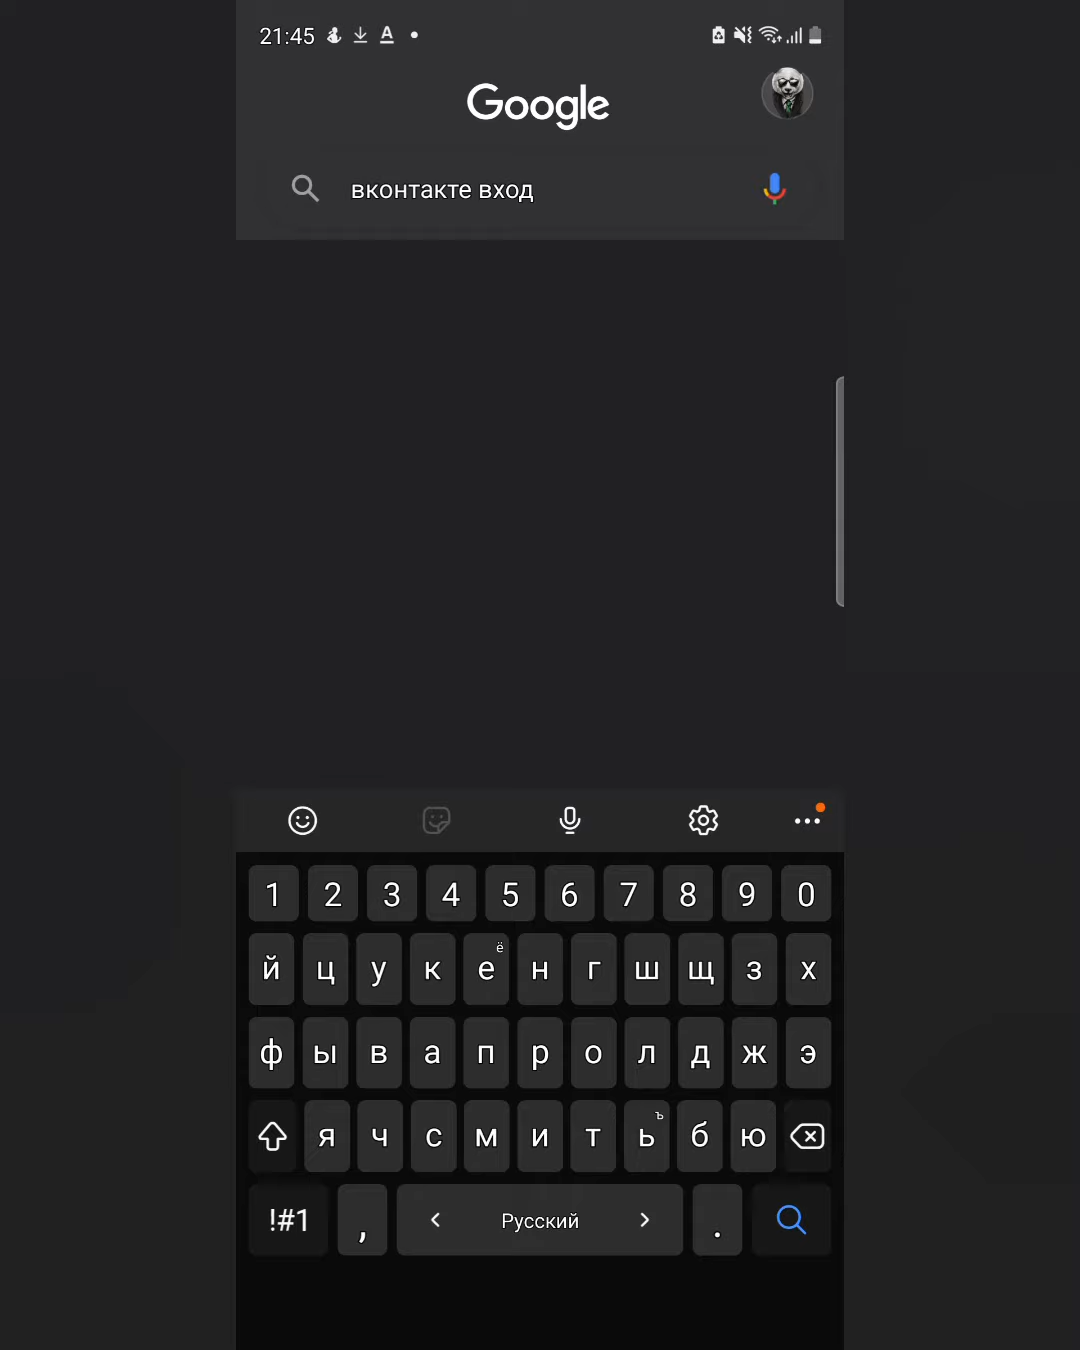 21:45
Google
вконтакте вход
1 2 3 4 5 6 7 8 9 0
й ц у к е ё н г ш щ з х
ф ы в а п р о л д ж э
я ч с м и т ь ъ б ю
!#1 , < Русский > .